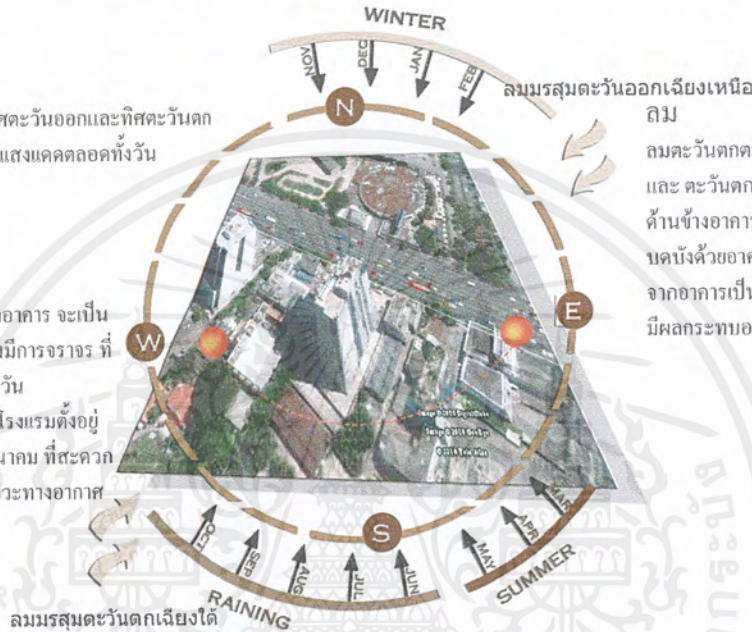 WINTER
NOV
DEC
JAN
FEB
N
ลมมรสุมตะวันออกเฉียงเหนือ
ลม
ศตะวันออกและทิศตะวันตก
แสงแดดตลอดทั้งวัน
ลมตะวันตกต
และ ตะวันตก
ด้านข้างอาคาร
บดบังด้วยอาค
จากอาการเป็น
มีผลกระทบอ
E
W
อาคาร จะเป็น
มีการจราจร ที่
วัน
โรงแรมตั้งอยู่
นาคม ที่สะดวก
วะทางอากาศ
S
OCT
SEP
AUG
JUL
JUN
MAY
APR
MAR
RAINING
SUMMER
ลมมรสุมตะวันตกเฉียงใต้